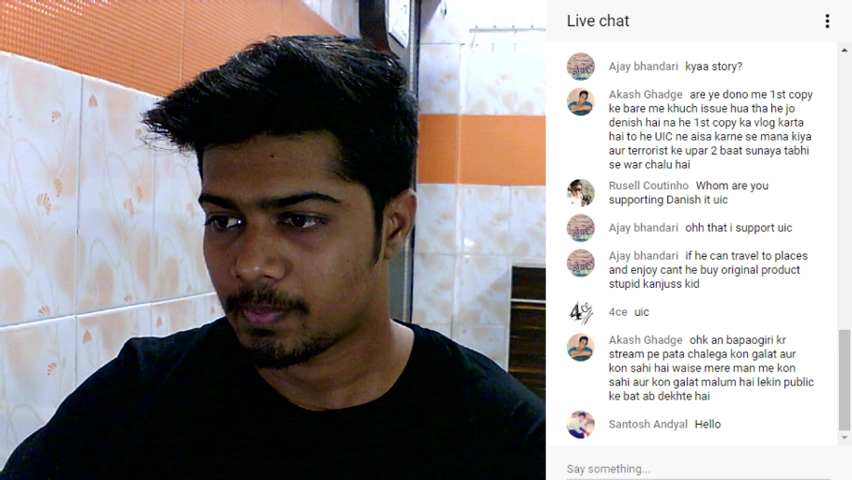 Live chat
Ajay bhandari kyaa story?
Akash Ghadge are ye dono me 1st copy
ke bare me khuch issue hua tha he jo
denish hai na he 1st copy ka vlog karta
hai to he UIC ne aisa karne se mana kiya
aur terrorist ke upar 2 baat sunaya tabhi
se war chalu hai
Rusell Coutinho Whom are you
supporting Danish it uic
Ajay bhandari ohh that i support uic
Ajay bhandari if he can travel to places
and enjoy cant he buy original product
stupid kanjuss kid
4ce uic
Akash Ghadge ohk an bapaogiri kr
stream pe pata chalega kon galat aur
kon sahi hai waise mere man me kon
sahi aur kon galat malum hai lekin public
ke bat ab dekhte hai
Santosh Andyal Hello
Say something...